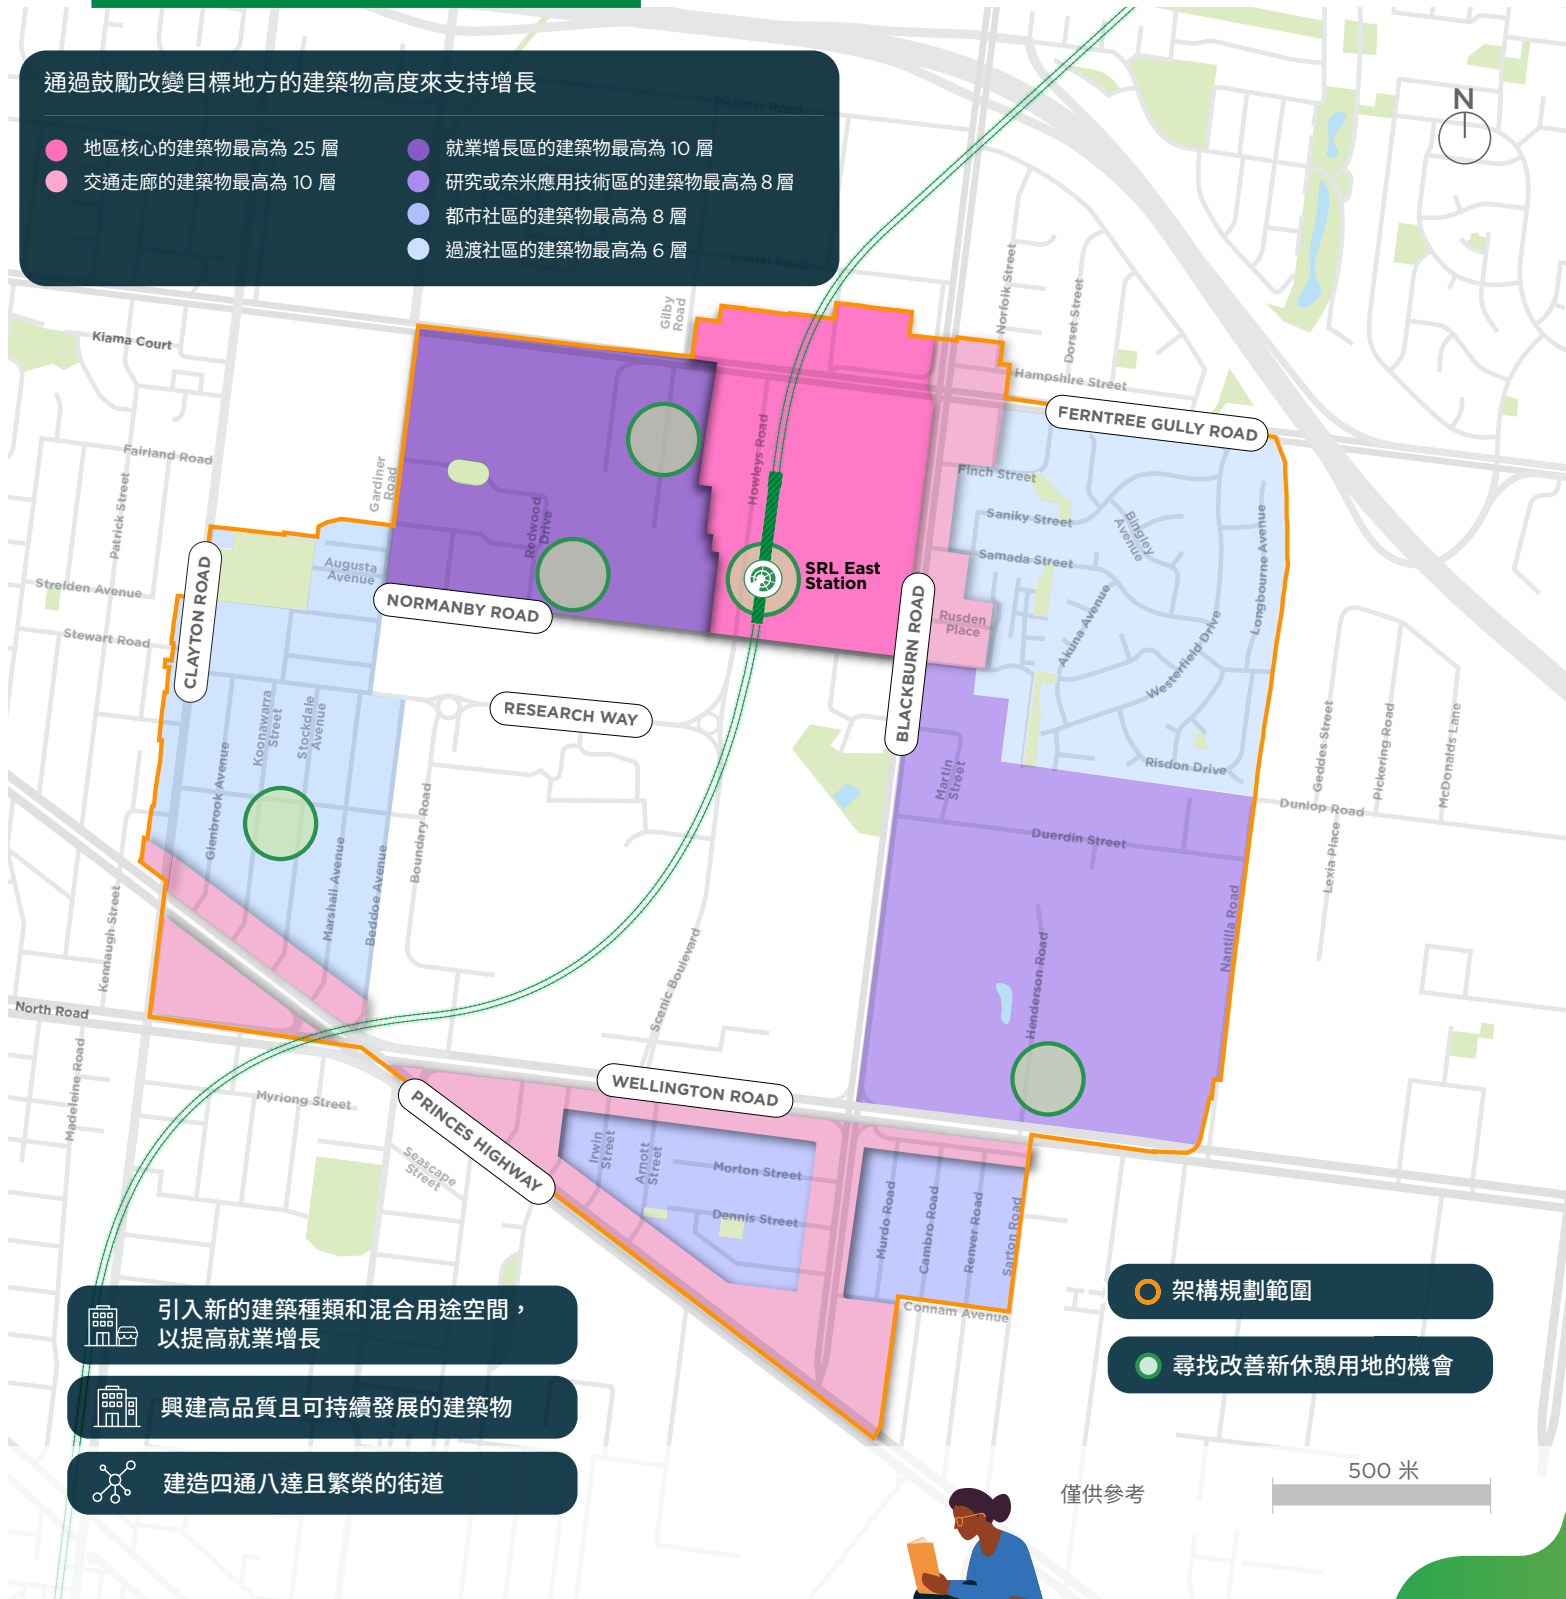 通過鼓勵改變目標地方的建築物高度來支持增長
地區核心的建築物最高為 25 層
交通走廊的建築物最高為 10 層
就業增長區的建築物最高為 10 層
研究或奈米應用技術區的建築物最高為 8 層
都市社區的建築物最高為 8 層
過渡社區的建築物最高為 6 層
Ricketts Road
Lionel Road
N
Gilby
Road
Norfolk Street
Dorset Street
Kiama Court
Hampshire Street
FERNTREE GULLY ROAD
Fairland Road
Patrick Street
Gardiner
Road
Howleys Road
Redwood
Drive
Finch Street
Saniky Street
Bingley
Avenue
Samada Street
Longbourne Avenue
SRL East
Station
Augusta
Avenue
Strelden Avenue
CLAYTON ROAD
NORMANBY ROAD
Stewart Road
BLACKBURN ROAD
Rusden
Place
Akuna Avenue
Westerfield Drive
RESEARCH WAY
Koonawarra
Street
Stockdale
Avenue
Glenbrook Avenue
Martin
Street
Risdon Drive
Geddes Street
Pickering Road
McDonalds Lane
Dunlop Road
Duerdin Street
Boundary Road
Lexia Place
Marshall Avenue
Beddoe Avenue
Kennaugh Street
Nantilla Road
Henderson Road
Scenic Boulevard
North Road
Madeleine Road
Myriong Street
WELLINGTON ROAD
PRINCES HIGHWAY
Seascape
Street
Irwin
Street
Arnott
Street
Morton Street
Dennis Street
Murdo Road
Cambro Road
Renver Road
Sarton Road
Connam Avenue
引入新的建築種類和混合用途空間，
以提高就業增長
興建高品質且可持續發展的建築物
建造四通八達且繁榮的街道
架構規劃範圍
尋找改善新休憩用地的機會
僅供參考
500 米